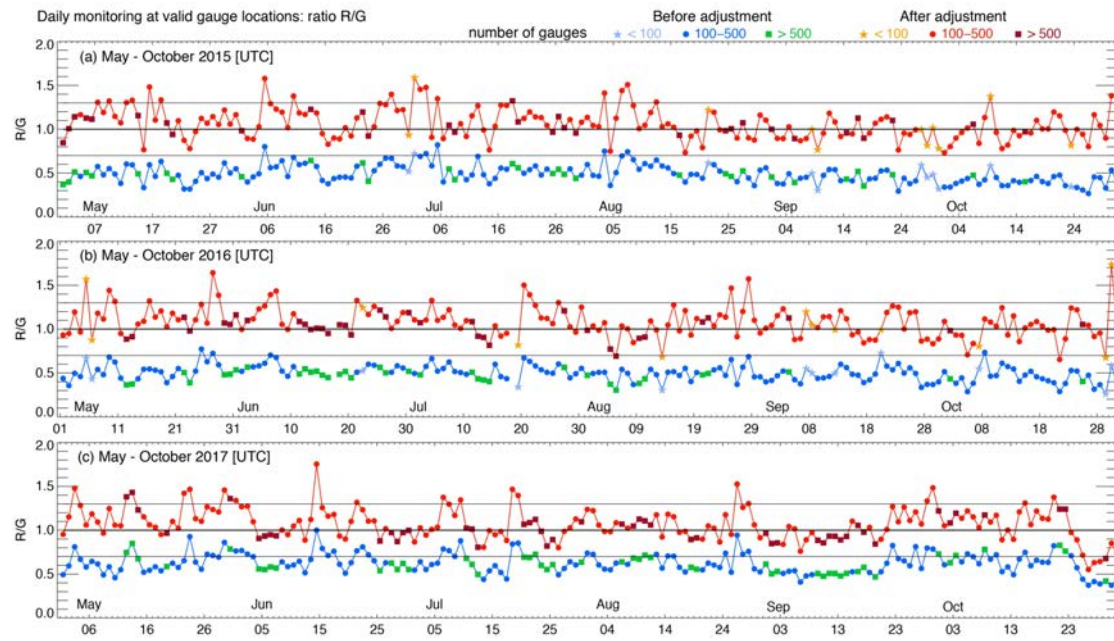 Daily monitoring at valid gauge locations: ratio R/G
Before adjustment After adjustment
number of gauges < 100 100–500 > 500 < 100 100–500 > 500
2.0
(a) May - October 2015 [UTC]
1.5
R/G
1.0
0.5
0.0
May Jun Jul Aug Sep Oct
07 17 27 06 16 26 06 16 26 05 15 25 04 14 24 04 14 24
2.0
(b) May - October 2016 [UTC]
1.5
R/G
1.0
0.5
0.0
May Jun Jul Aug Sep Oct
01 11 21 31 10 20 30 10 20 30 09 19 29 08 18 28 08 18 28
2.0
(c) May - October 2017 [UTC]
1.5
R/G
1.0
0.5
0.0
May Jun Jul Aug Sep Oct
06 16 26 05 15 25 05 15 25 04 14 24 03 13 23 03 13 23